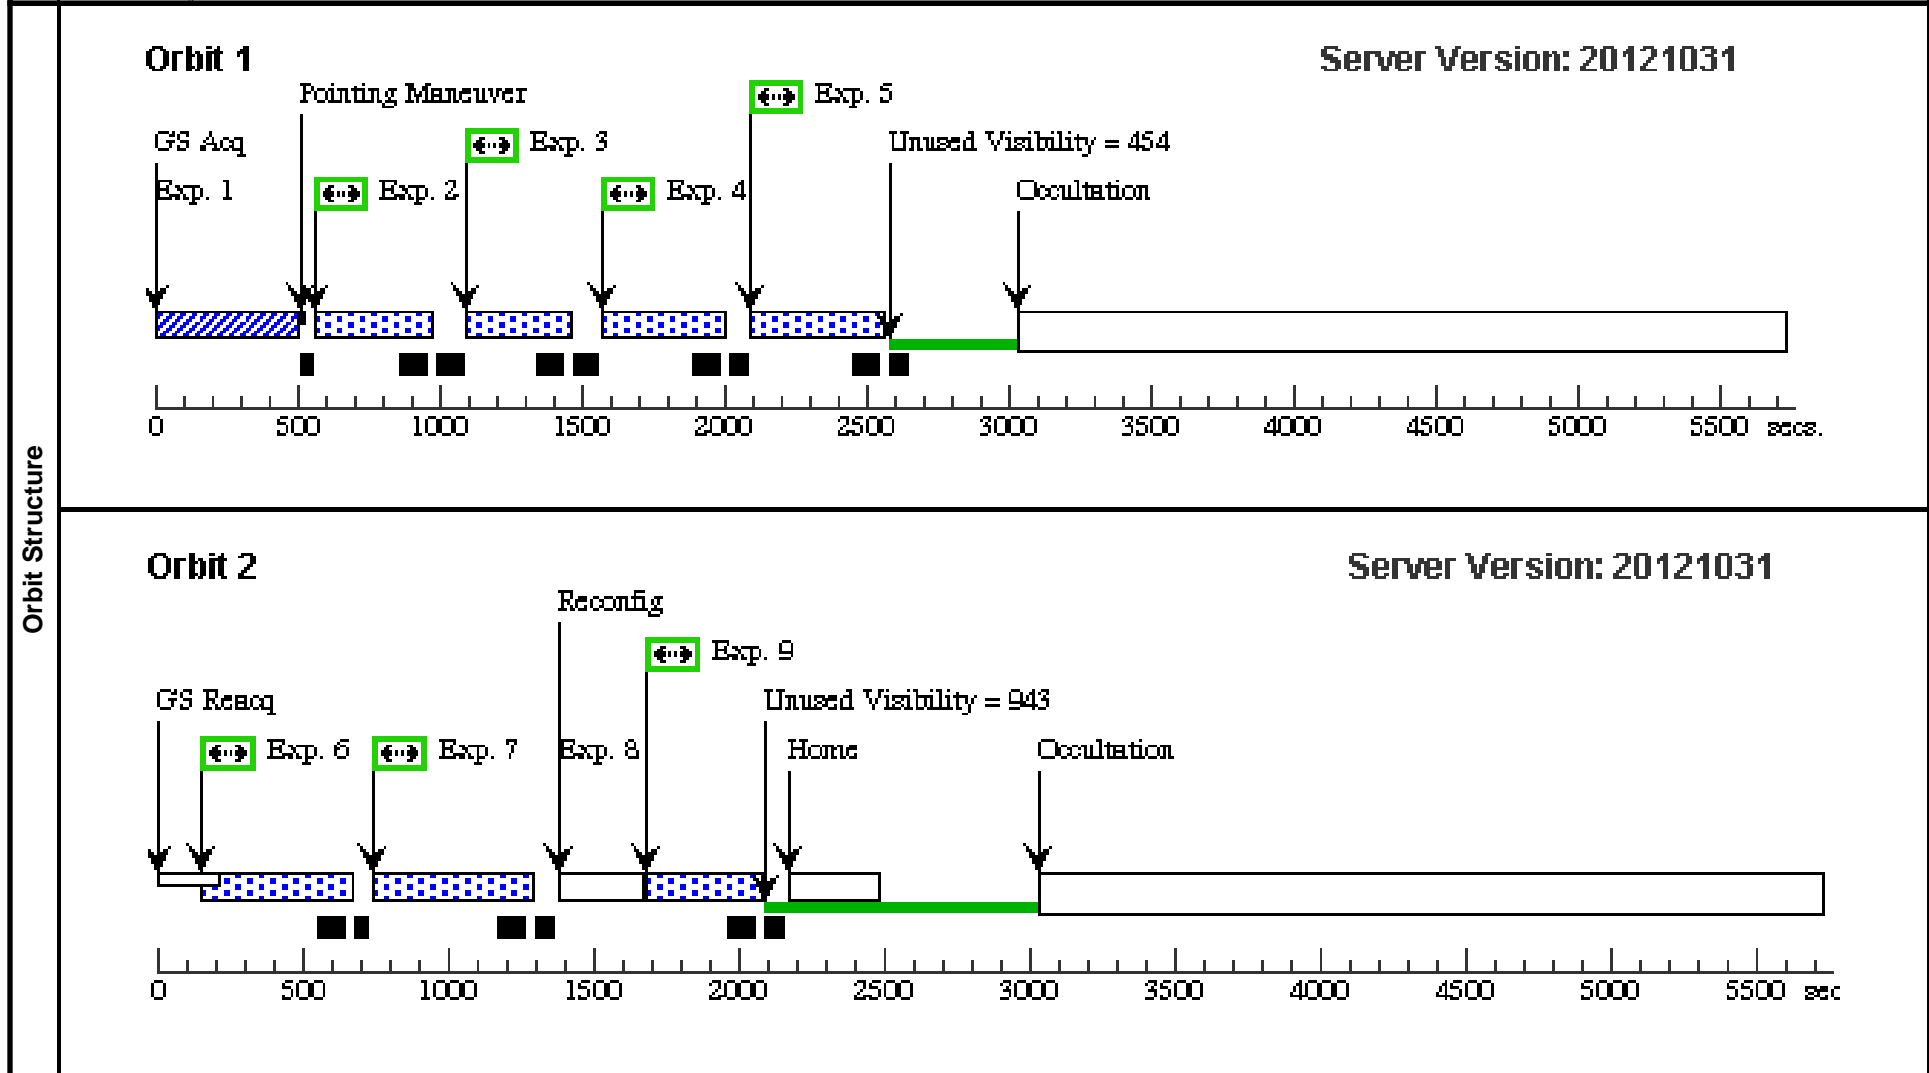 Orbit Structure
Orbit 1
Server Version: 20121031
Pointing Maneuver
Exp. 5
GS Acq
Exp. 3
Unused Visibility = 454
Exp. 1
Exp. 2
Exp. 4
Occultation
0 500 1000 1500 2000 2500 3000 3500 4000 4500 5000 5500 secs.
Orbit 2
Server Version: 20121031
Reconfig
Exp. 9
GS Reacq
Unused Visibility = 943
Exp. 6
Exp. 7
Exp. 8
Home
Occultation
0 500 1000 1500 2000 2500 3000 3500 4000 4500 5000 5500 sec